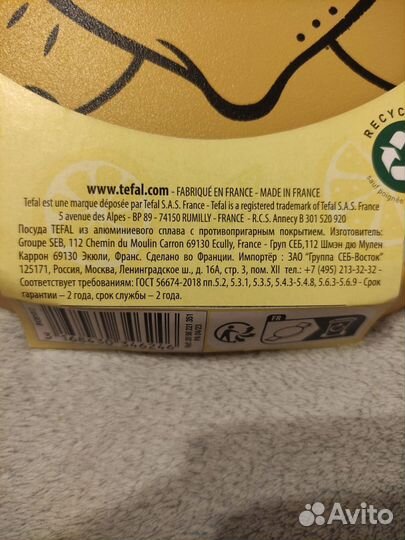 www.tefal.com - FABRIQUÉ EN FRANCE - MADE IN FRANCE
Tefal est une marque déposée par Tefal S.A.S. France - Tefal is a registered trademark of Tefal S.A.S. France
5 avenue des Alpes - BP 89 - 74150 RUMILLY - FRANCE - R.C.S. Annecy B 301 520 920
Посуда TEFAL из алюминиевого сплава с противопригарным покрытием. Изготовитель:
Groupe SEB, 112 Chemin du Moulin Carron 69130 Ecully, France - Груп СЕБ,112 Шмэн дю Мулен
Каррон 69130 Экюли, Франс. Сделано во Франции. Импортёр : ЗАО "Группа СЕБ-Восток"
125171, Россия, Москва, Ленинградское ш., д. 16А, стр. 3, пом. XII тел.: +7 (495) 213-32-32 -
Соответствует требованиям: ГОСТ 56674-2018 пп.5.2, 5.3.1, 5.3.5, 5.4.3-5.4.8, 5.6.3-5.6.9 - Срок
гарантии – 2 года, срок службы – 2 года.
RECYC
sauf poignée
FR
Avito